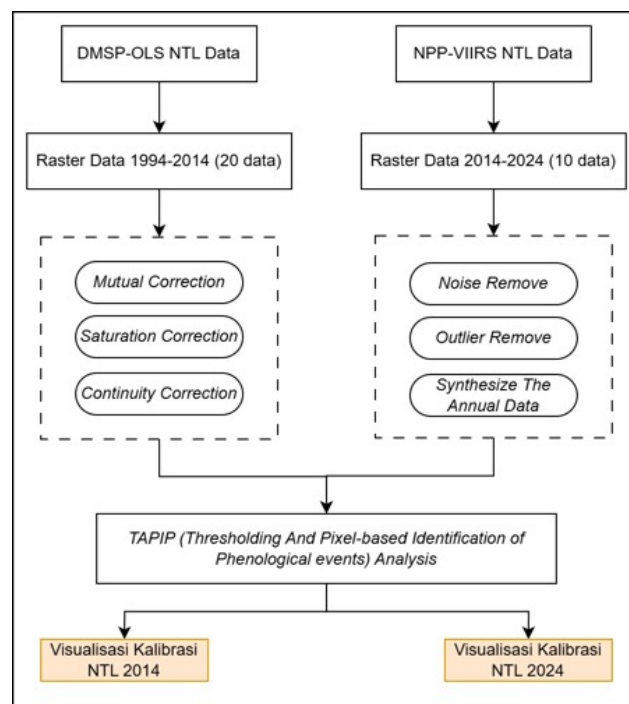 DMSP-OLS NTL Data
NPP-VIIRS NTL Data
Raster Data 1994-2014 (20 data)
Raster Data 2014-2024 (10 data)
Mutual Correction
Saturation Correction
Continuity Correction
Noise Remove
Outlier Remove
Synthesize The
Annual Data
TAPIP (Thresholding And Pixel-based Identification of
Phenological events) Analysis
Visualisasi Kalibrasi
NTL 2014
Visualisasi Kalibrasi
NTL 2024